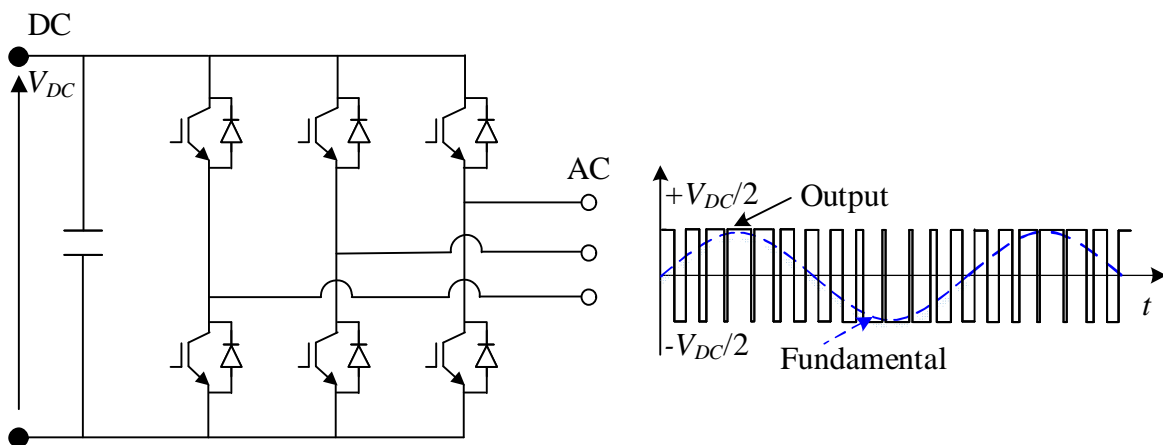 DC
V_DC
AC
+V_DC/2
Output
t
-V_DC/2
Fundamental